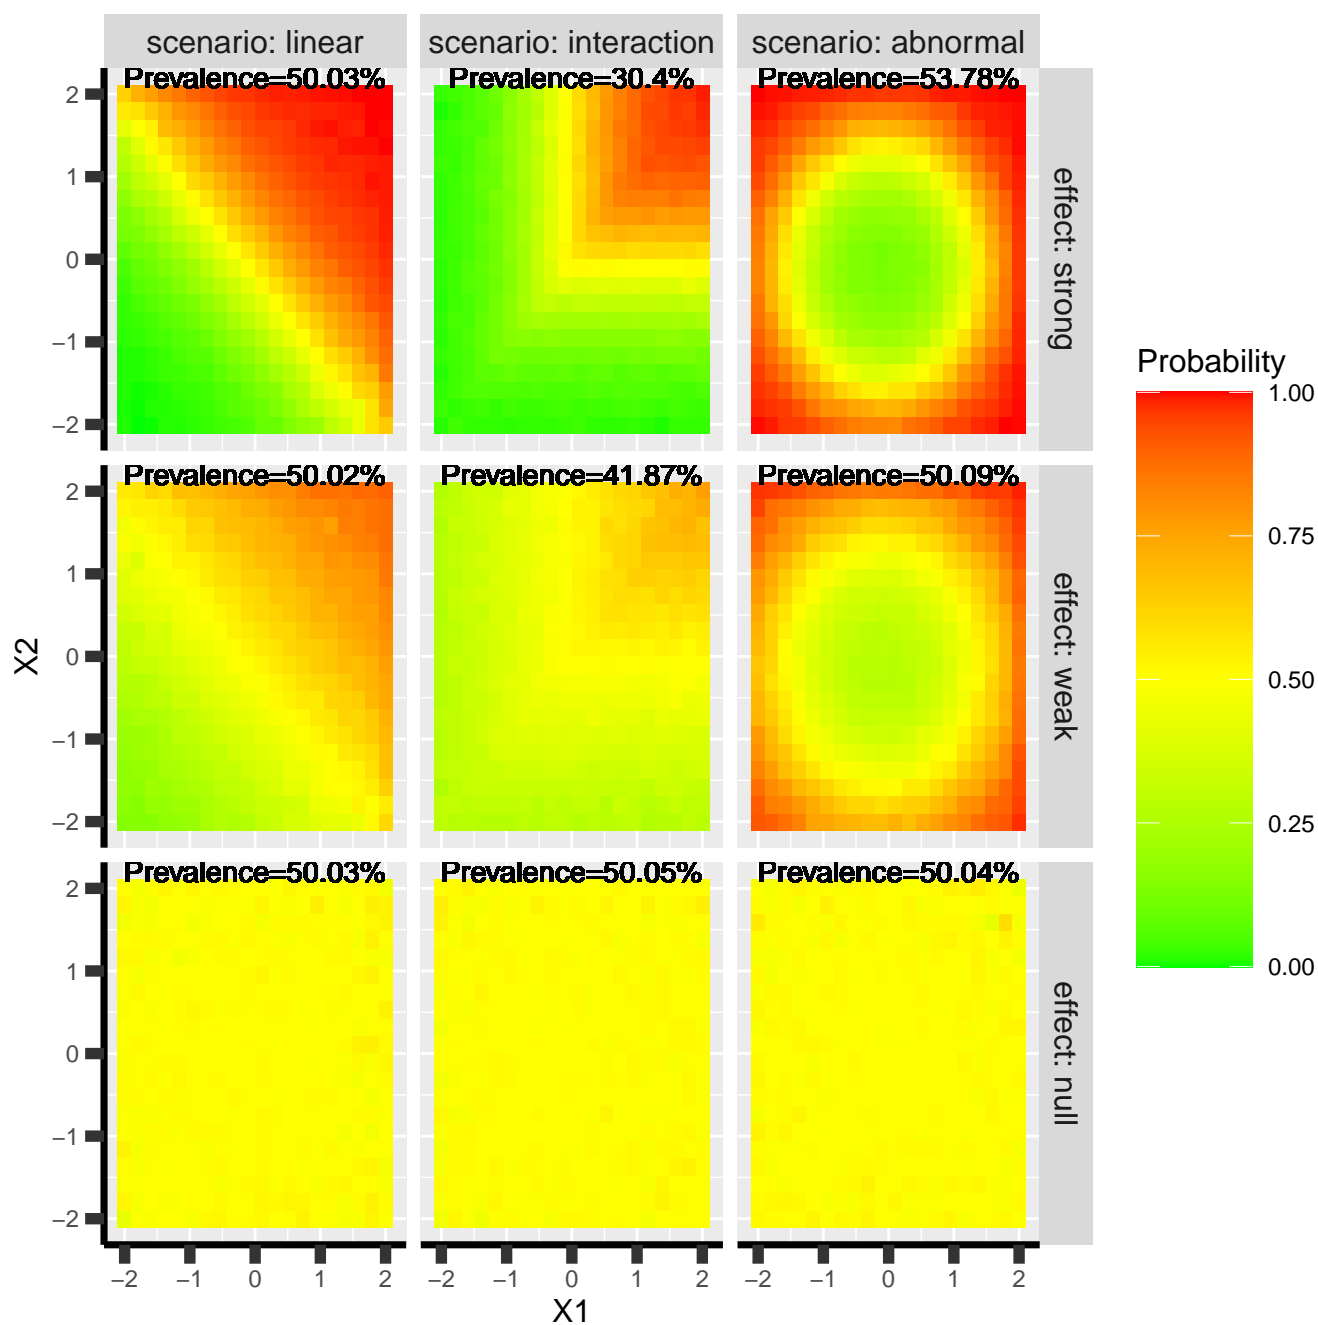 scenario: linear
scenario: interaction
scenario: abnormal
Prevalence=50.03%
Prevalence=30.4%
Prevalence=53.78%
2
1
0
−1
−2
effect: strong
Prevalence=50.02%
Prevalence=41.87%
Prevalence=50.09%
2
1
0
−1
−2
effect: weak
Prevalence=50.03%
Prevalence=50.05%
Prevalence=50.04%
2
1
0
−1
−2
effect: null
−2 −1 0 1 2
−2 −1 0 1 2
−2 −1 0 1 2
X1
X2
Probability
1.00
0.75
0.50
0.25
0.00